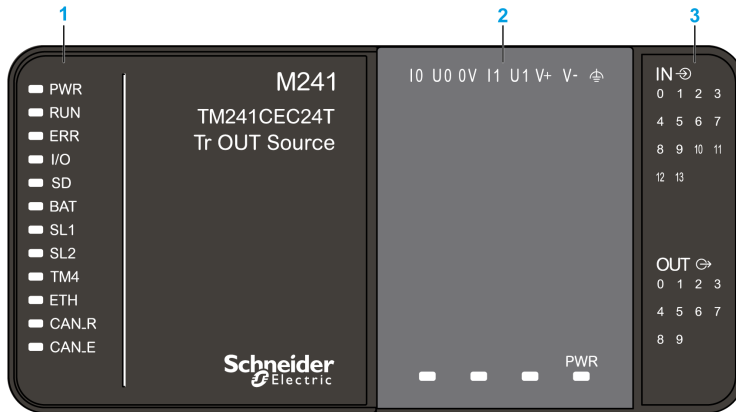 1
2
3
PWR
RUN
ERR
I/O
SD
BAT
SL1
SL2
TM4
ETH
CAN_R
CAN_E
M241
TM241CEC24T
Tr OUT Source
Schneider
Electric
I0 U0 0V I1 U1 V+ V-
PWR
IN
0 1 2 3
4 5 6 7
8 9 10 11
12 13
OUT
0 1 2 3
4 5 6 7
8 9